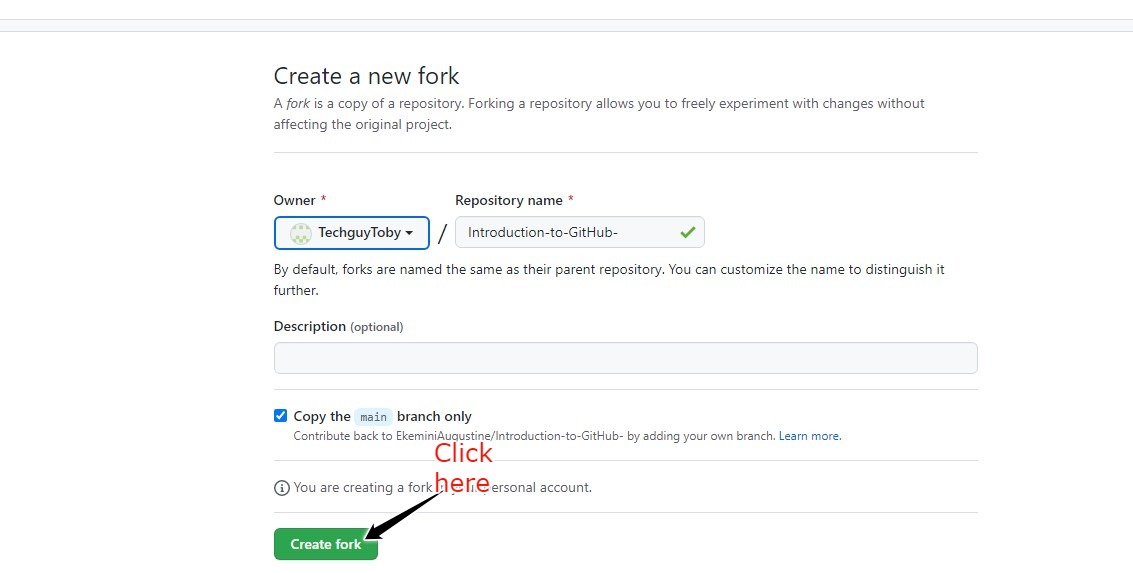 Create a new fork
A fork is a copy of a repository. Forking a repository allows you to freely experiment with changes without
affecting the original project.
Owner *
Repository name *
TechguyToby / Introduction-to-GitHub-
By default, forks are named the same as their parent repository. You can customize the name to distinguish it
further.
Description (optional)
Copy the main branch only
Contribute back to EkeminiAugustine/Introduction-to-GitHub- by adding your own branch. Learn more.
Click
here
You are creating a fork personal account.
Create fork